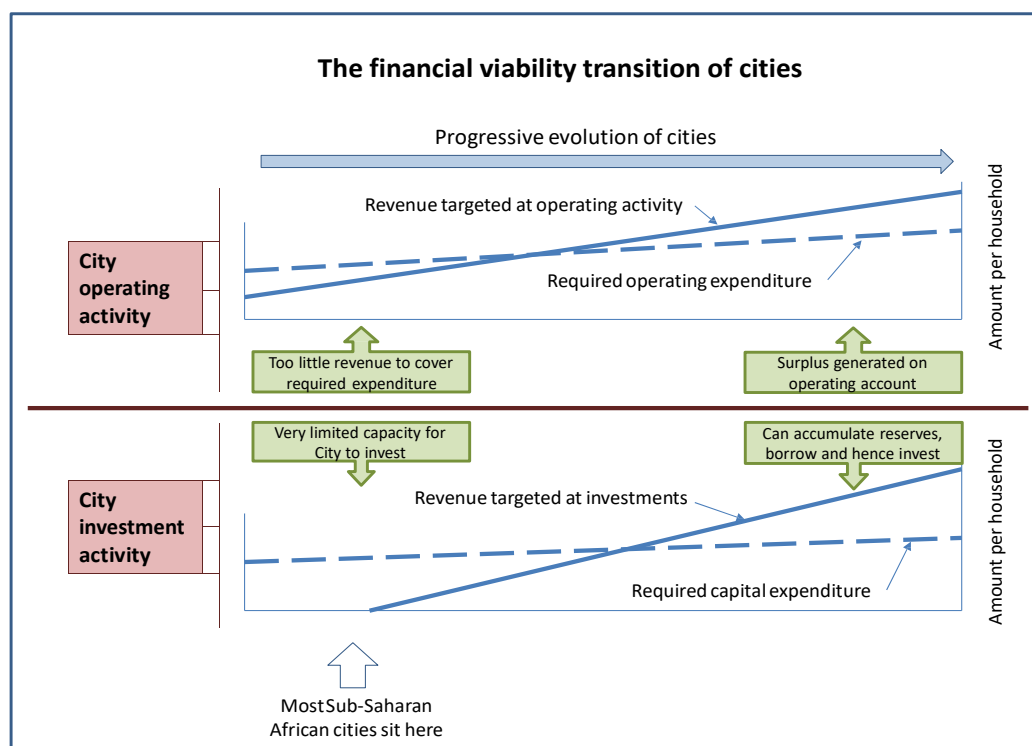 The financial viability transition of cities
Progressive evolution of cities
Revenue targeted at operating activity
Required operating expenditure
Amount per household
City
operating
activity
Too little revenue to cover
required expenditure
Surplus generated on
operating account
Very limited capacity for
City to invest
Can accumulate reserves,
borrow and hence invest
City
investment
activity
Revenue targeted at investments
Required capital expenditure
Amount per household
Most Sub-Saharan
African cities sit here